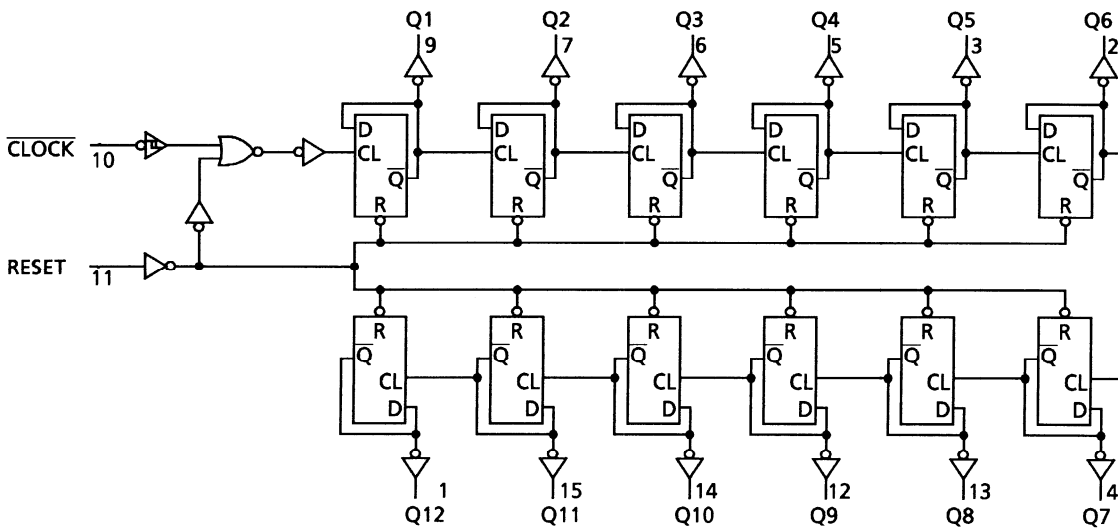 Q1 Q2 Q3 Q4 Q5 Q6
9 7 6 5 3 2
D D D D D D
CLOCK
10
CL CL CL CL CL CL
Q Q Q Q Q Q
R R R R R R
RESET
11
R R R R R R
Q Q Q Q Q Q
CL CL CL CL CL CL
D D D D D D
1 15 14 12 13 4
Q12 Q11 Q10 Q9 Q8 Q7